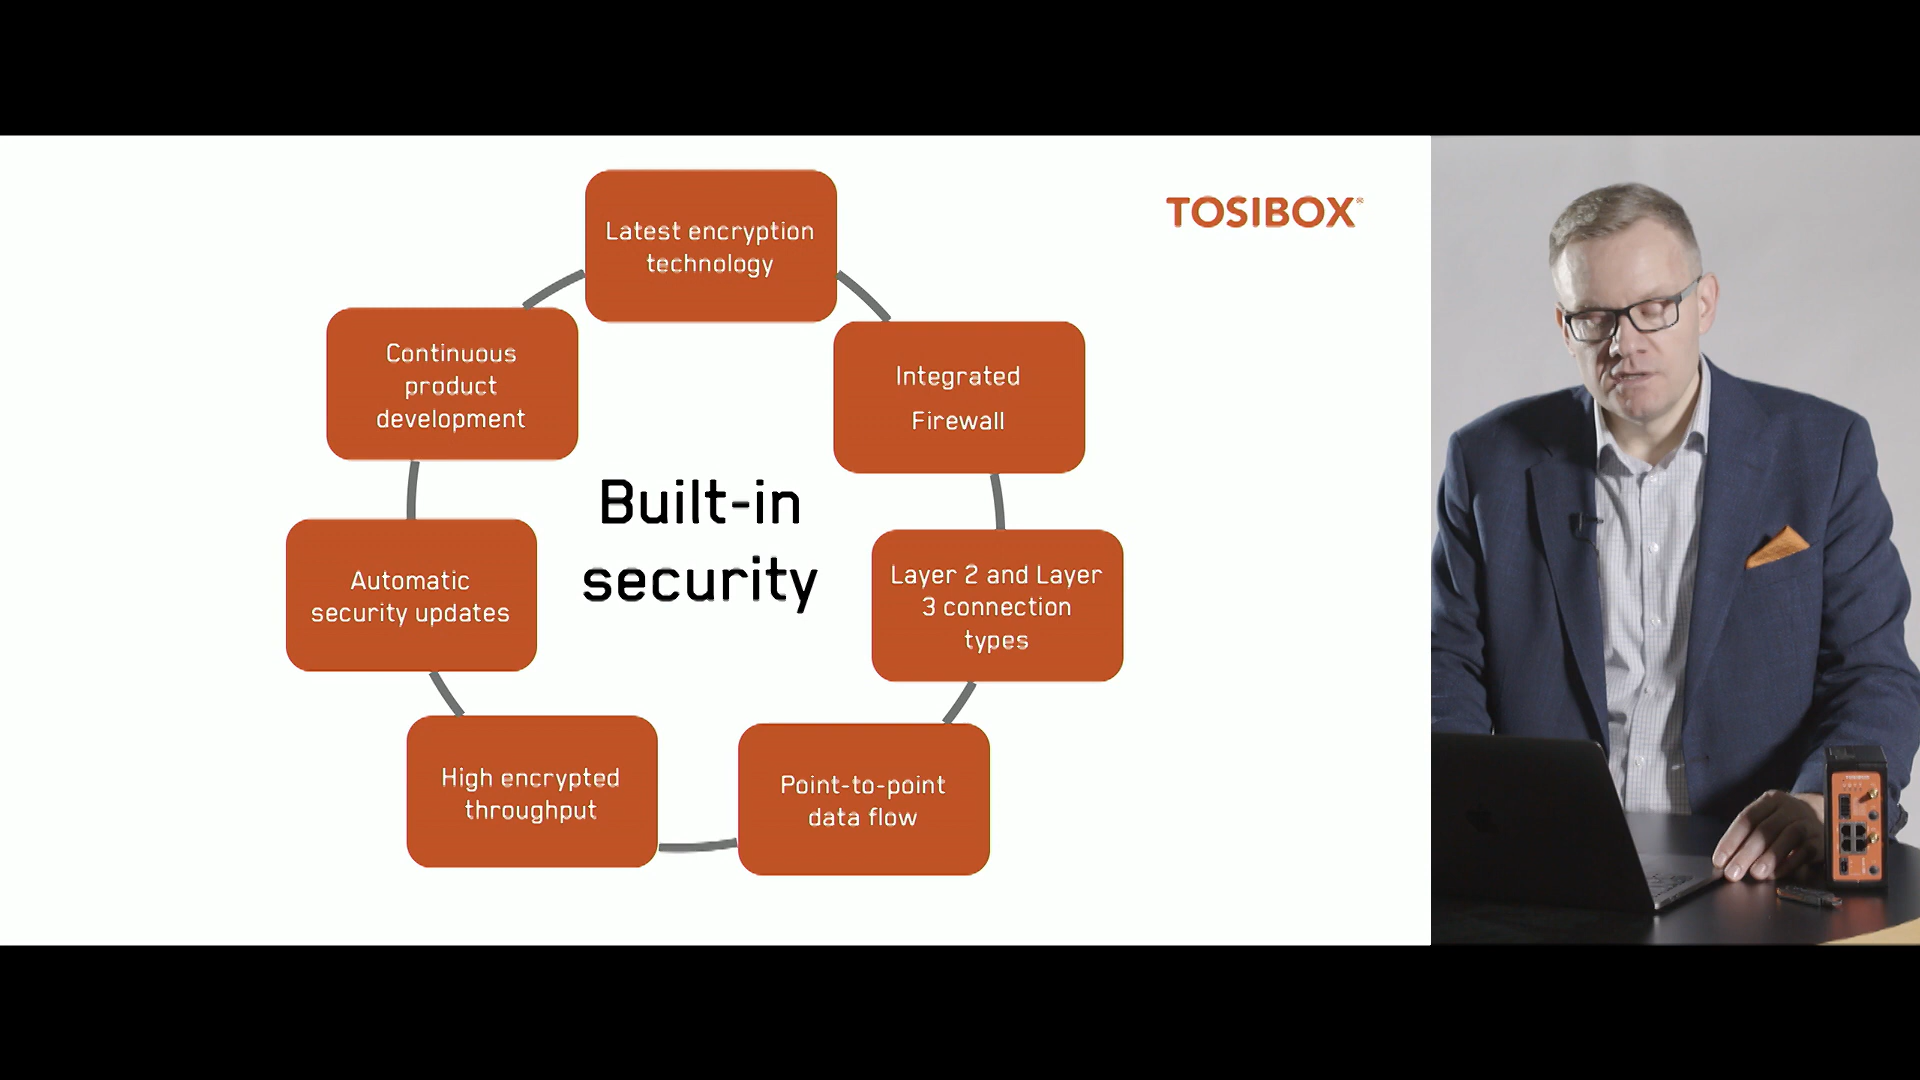 Latest encryption
technology
TOSIBOX®
Continuous
product
development
Integrated
Firewall
Built-in
security
Automatic
security updates
Layer 2 and Layer
3 connection
types
High encrypted
throughput
Point-to-point
data flow
TOSIBOX